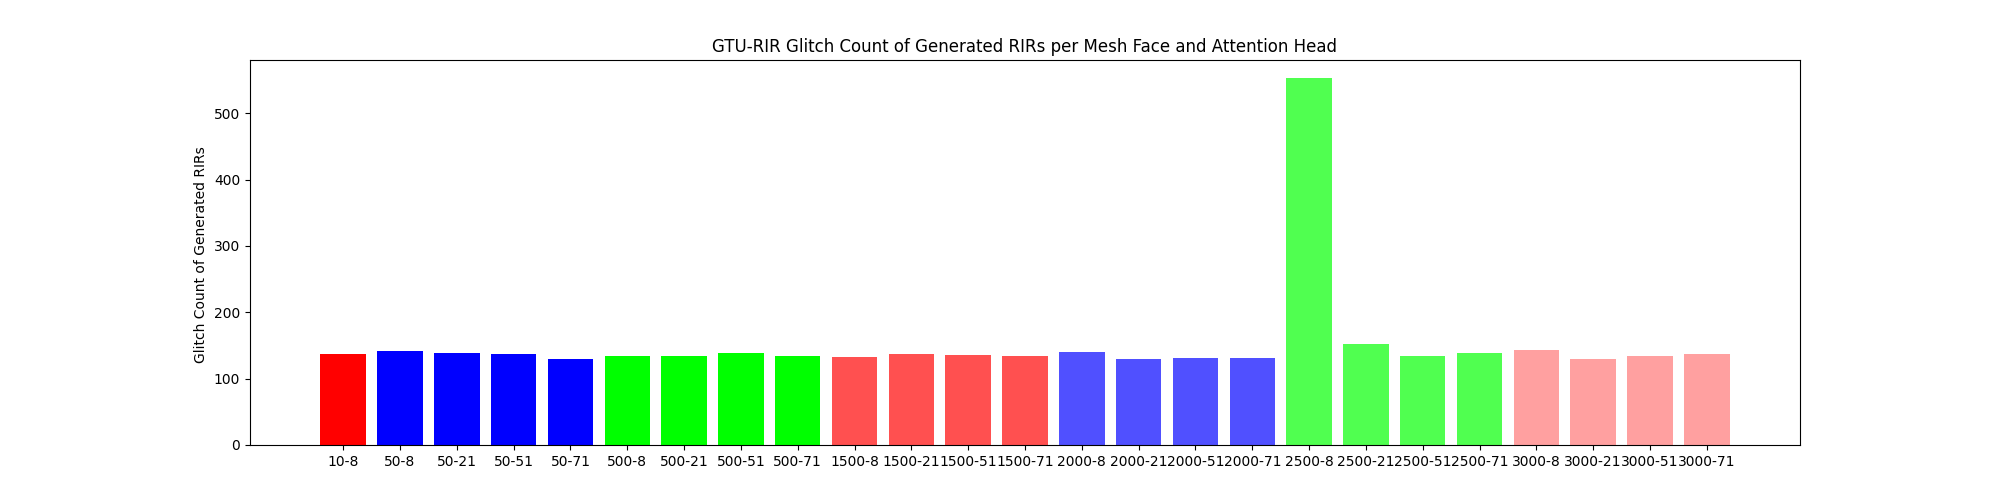 GTU-RIR Glitch Count of Generated RIRs per Mesh Face and Attention Head
Glitch Count of Generated RIRs
500
400
300
200
100
0
10-8 50-8 50-21 50-51 50-71 500-8 500-21 500-51 500-71 1500-8 1500-21 1500-51 1500-71 2000-8 2000-21 2000-51 2000-71 2500-8 2500-21 2500-51 2500-71 3000-8 3000-21 3000-51 3000-71